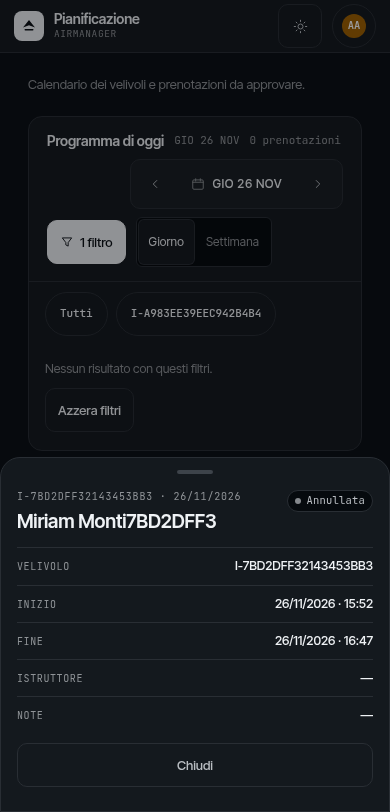 Pianificazione
AIRMANAGER
AA
Calendario dei velivoli e prenotazioni da approvare.
Programma di oggi GIO 26 NOV 0 prenotazioni
GIO 26 NOV
1 filtro Giorno Settimana
Tutti I-A983EE39EEC942B4B4
Nessun risultato con questi filtri.
Azzera filtri
I-7BD2DFF32143453BB3 · 26/11/2026
Annullata
Miriam Monti7BD2DFF3
VELIVOLO I-7BD2DFF32143453BB3
INIZIO 26/11/2026 · 15:52
FINE 26/11/2026 · 16:47
ISTRUTTORE —
NOTE —
Chiudi